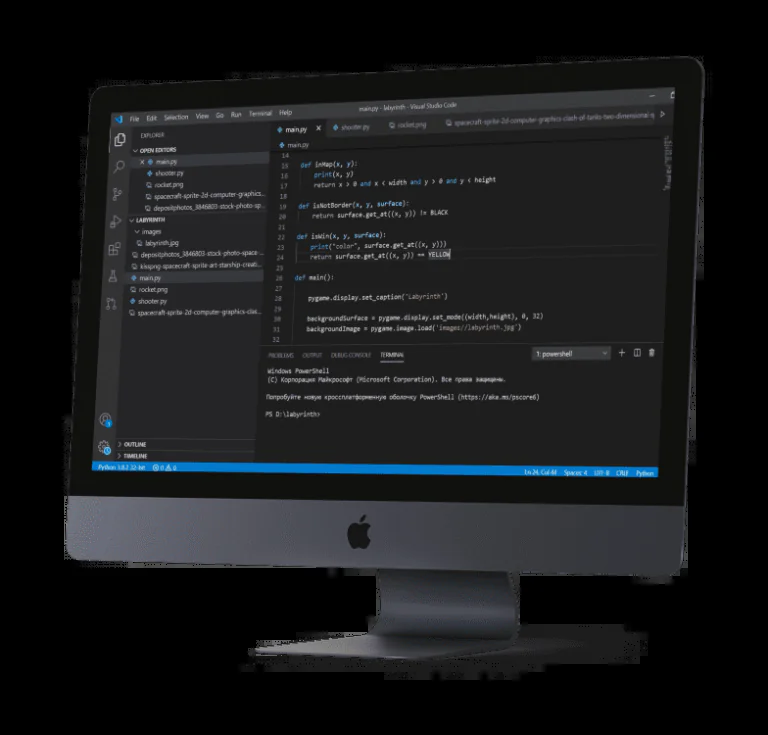 File Edit Selection View Go Run Terminal Help
main.py - labyrinth - Visual Studio Code
EXPLORER
OPEN EDITORS
main.py
shooter.py
rocket.png
spacecraft-sprite-2d-computer-graphics...
depositphotos_3846803-stock-photo-space...
LABYRINTH
images
labyrinth.jpg
depositphotos_3846803-stock-photo-space-...
kisspng-spacecraft-sprite-art-starship-creati...
main.py
rocket.png
shooter.py
spacecraft-sprite-2d-computer-graphics-clas...
OUTLINE
TIMELINE
main.py
shooter.py
rocket.png
spacecraft-sprite-2d-computer-graphics-clash-of-tanks-two-dimensional-s
main.py
14
15 def inMap(x, y):
16 print(x, y)
17 return x > 0 and x < width and y > 0 and y < height
18
19 def isNotBorder(x, y, surface):
20 return surface.get_at((x, y)) != BLACK
21
22 def isWin(x, y, surface):
23 print("color", surface.get_at((x, y)))
24 return surface.get_at((x, y)) == YELLOW
25
26 def main():
27
28 pygame.display.set_caption("Labyrinth")
29
30 backgroundSurface = pygame.display.set_mode((width,height), 0, 32)
31 backgroundImage = pygame.image.load('images//labyrinth.jpg')
32
PROBLEMS OUTPUT DEBUG CONSOLE TERMINAL
1: powershell
Windows PowerShell
(C) Корпорация Майкрософт (Microsoft Corporation). Все права защищены.
Попробуйте новую кроссплатформенную оболочку PowerShell (https://aka.ms/pscore6)
PS D:\labyrinth>
Python 3.8.2 32-bit 0 0
Ln 24, Col 48 Spaces: 4 UTF-8 CRLF Python